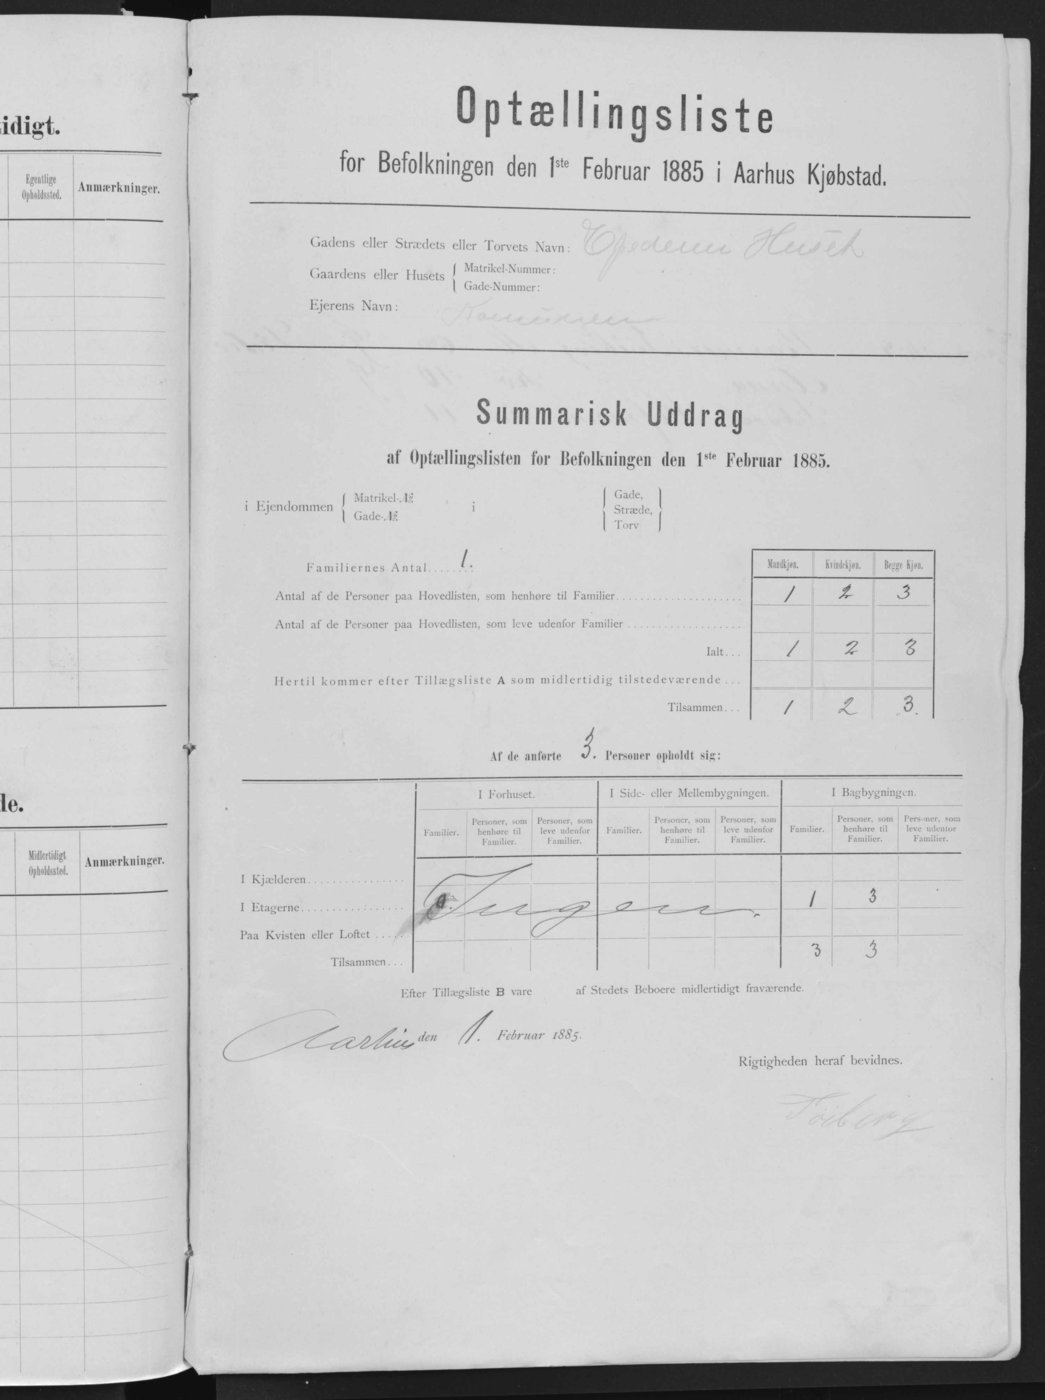 tidigt.
Egentlige Opholdssted.
Anmærkninger.
de.
Midlertidigt Opholdssted.
Anmærkninger.
Optællingsliste
for Befolkningen den 1ste Februar 1885 i Aarhus Kjøbstad.
Gadens eller Strædets eller Torvets Navn:
Gaardens eller Husets { Matrikel-Nummer:
Gade-Nummer:
Ejerens Navn:
Summarisk Uddrag
af Optællingslisten for Befolkningen den 1ste Februar 1885.
i Ejendommen { Matrikel-№ Gade-№ i { Gade, Stræde, Torv }
Familiernes Antal 1.
Mandkjøn. Kvindekjøn. Begge Kjøn.
Antal af de Personer paa Hovedlisten, som henhøre til Familier 1 2 3
Antal af de Personer paa Hovedlisten, som leve udenfor Familier
Ialt 1 2 3
Hertil kommer efter Tillægsliste A som midlertidig tilstedeværende
Tilsammen 1 2 3.
Af de anførte 3. Personer opholdt sig:
I Forhuset. I Side- eller Mellembygningen. I Bagbygningen.
Familier. Personer, som henhøre til Familier. Personer, som leve udenfor Familier. Familier. Personer, som henhøre til Familier. Personer, som leve udenfor Familier. Familier. Personer, som henhøre til Familier. Personer, som leve udenfor Familier.
I Kjælderen
I Etagerne Ingen. 1 3
Paa Kvisten eller Loftet
Tilsammen 3 3
Efter Tillægsliste B vare af Stedets Beboere midlertidigt fraværende.
Aarhus den 1. Februar 1885.
Rigtigheden heraf bevidnes.